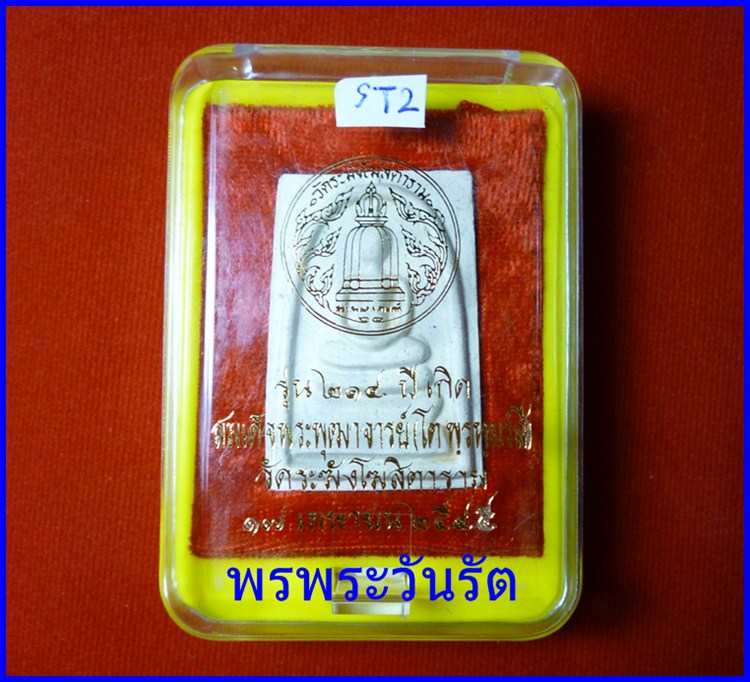 ST2
วัดระฆังโฆสิตาราม
รุ่น ๒๑๔ ปี เกิด
สมเด็จพระพุฒาจารย์ (โต พรหมรังสี)
วัดระฆังโฆสิตาราม
๑๗ เมษายน ๒๕๔๕
พรพระวันรัต